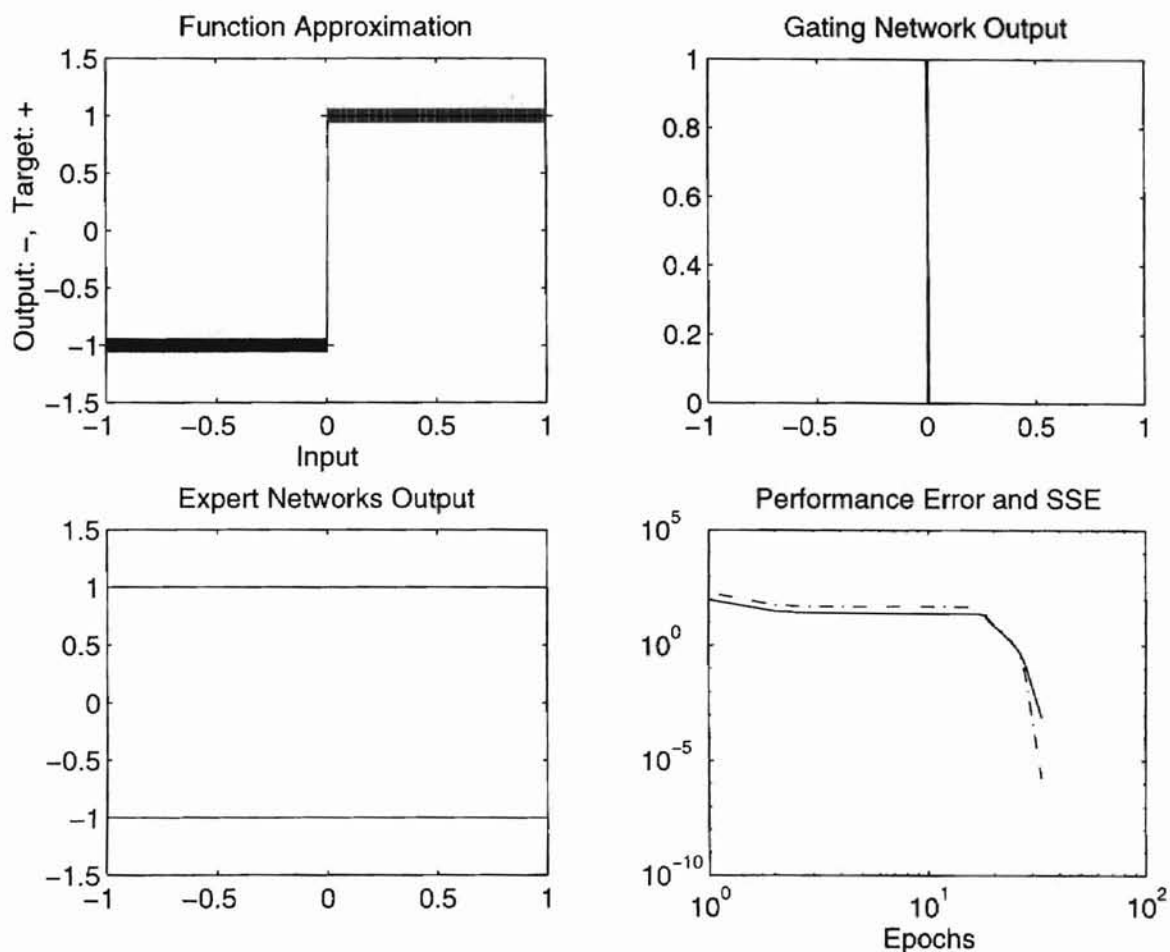 Function Approximation
1.5
1
0.5
0
−0.5
−1
−1.5
Output: −, Target: +
−1 −0.5 0 0.5 1
Input
Gating Network Output
1
0.8
0.6
0.4
0.2
0
−1 −0.5 0 0.5 1
Expert Networks Output
1.5
1
0.5
0
−0.5
−1
−1.5
−1 −0.5 0 0.5 1
Performance Error and SSE
10^5
10^0
10^−5
10^−10
10^0 10^1 10^2
Epochs